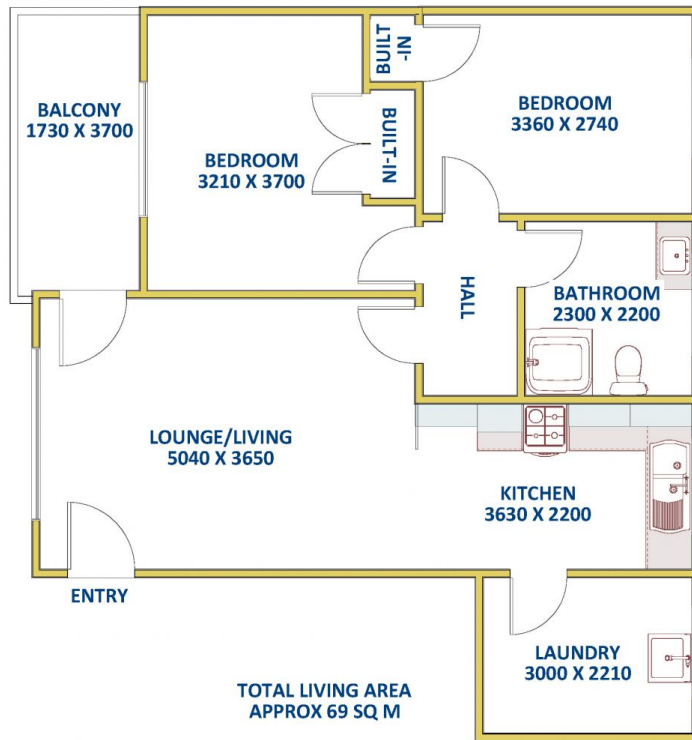 BUILT
-IN
BALCONY
1730 X 3700
BEDROOM
3360 X 2740
BUILT-IN
BEDROOM
3210 X 3700
HALL
BATHROOM
2300 X 2200
LOUNGE/LIVING
5040 X 3650
KITCHEN
3630 X 2200
ENTRY
LAUNDRY
3000 X 2210
TOTAL LIVING AREA
APPROX 69 SQ M